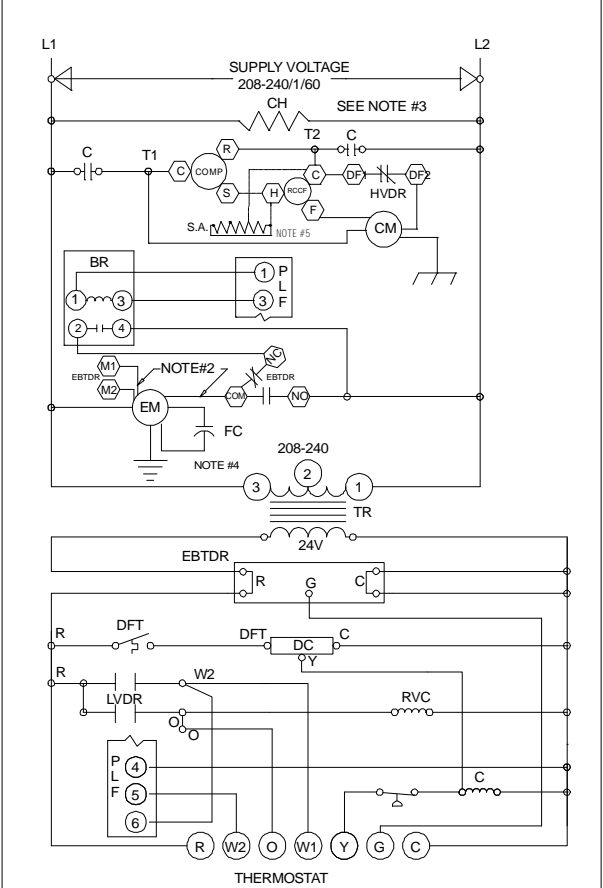 L1 L2
SUPPLY VOLTAGE
208-240/1/60
CH SEE NOTE #3
C T1 T2 C
R
C COMP C DF1 DF2
HVDR
S H RCCF
F
S.A. NOTE #5 CM
BR
1 3 1 P
L
3 F
2 4
NC
M1 NOTE#2
EBTDR EBTDR
M2 COM NO
EM
FC
NOTE #4
208-240
3 2 1
TR
24V
EBTDR
R G C
R DFT DFT DC C
Y
R W2
LVDR RVC
O
O
P 4
L C
F 5
6
R W2 O W1 Y G C
THERMOSTAT